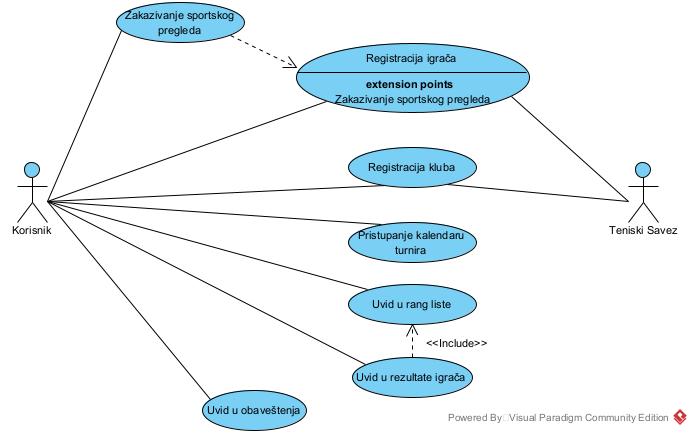 Zakazivanje sportskog
pregleda
Registracija igrača
extension points
Zakazivanje sportskog pregleda
Registracija kluba
Korisnik
Teniski Savez
Pristupanje kalendaru
turnira
Uvid u rang liste
<<Include>>
Uvid u rezultate igrača
Uvid u obaveštenja
Powered By Visual Paradigm Community Edition